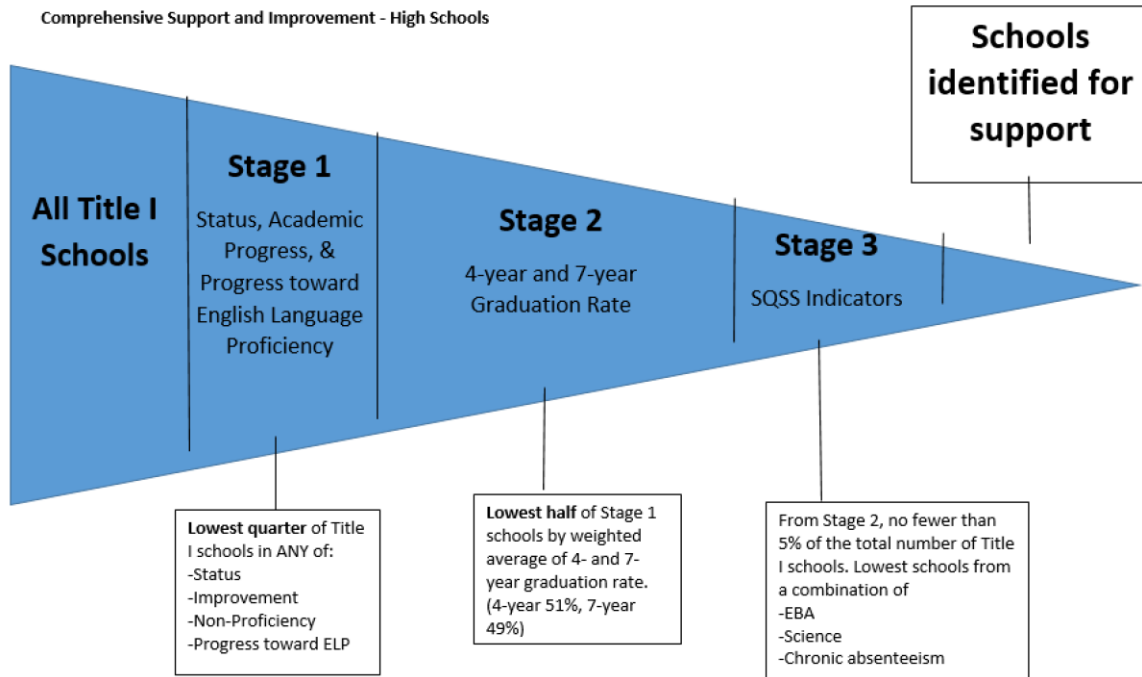 Comprehensive Support and Improvement - High Schools
Schools
identified for
support
All Title I
Schools
Stage 1
Status, Academic
Progress, &
Progress toward
English Language
Proficiency
Stage 2
4-year and 7-year
Graduation Rate
Stage 3
SQSS Indicators
Lowest quarter of Title
I schools in ANY of:
-Status
-Improvement
-Non-Proficiency
-Progress toward ELP
Lowest half of Stage 1
schools by weighted
average of 4- and 7-
year graduation rate.
(4-year 51%, 7-year
49%)
From Stage 2, no fewer than
5% of the total number of Title
I schools. Lowest schools from
a combination of
-EBA
-Science
-Chronic absenteeism